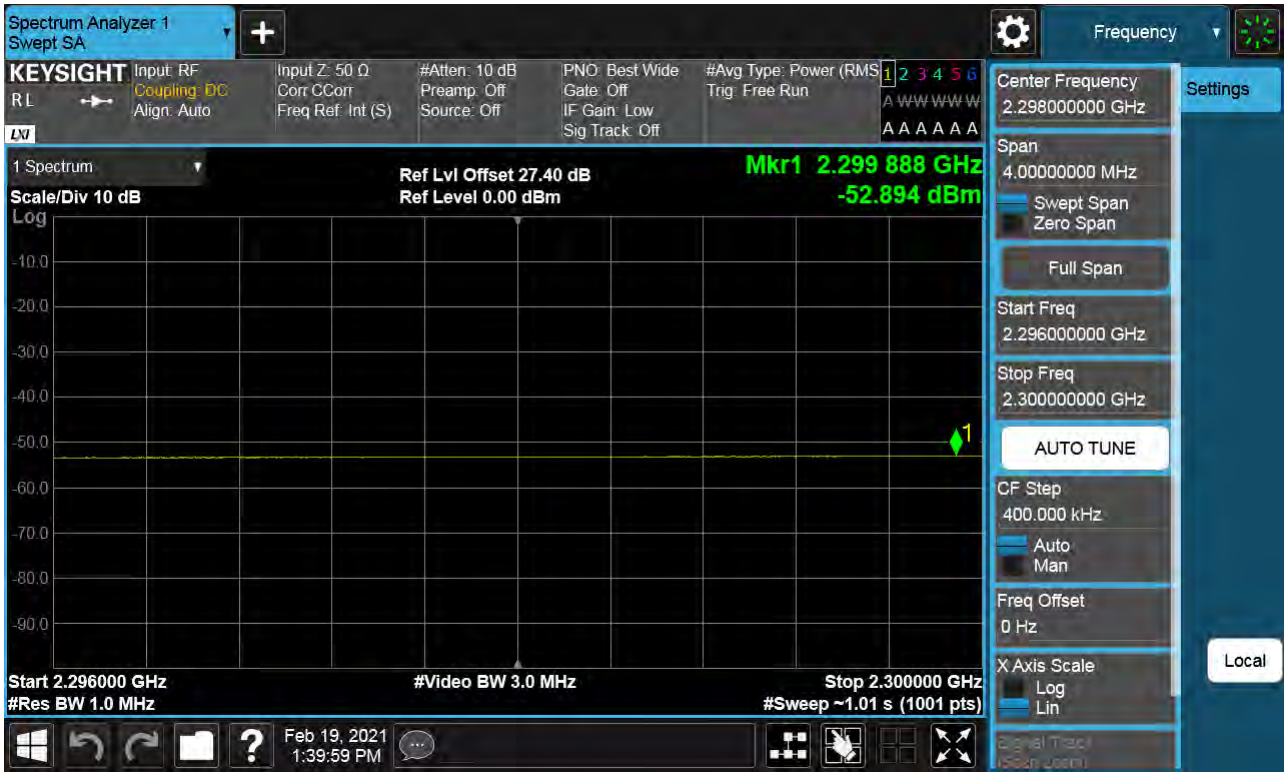 Spectrum Analyzer 1
Swept SA
+
Frequency
KEYSIGHT
R L
LXI
Input: RF
Coupling: DC
Align: Auto
Input Z: 50 Ω
Corr CCorr
Freq Ref: Int (S)
#Atten: 10 dB
Preamp: Off
Source: Off
PNO: Best Wide
Gate: Off
IF Gain: Low
Sig Track: Off
#Avg Type: Power (RMS
Trig: Free Run
1 2 3 4 5 6
A W W W W W
A A A A A A
1 Spectrum
Scale/Div 10 dB
Log
Ref Lvl Offset 27.40 dB
Ref Level 0.00 dBm
Mkr1 2.299 888 GHz
-52.894 dBm
-10.0
-20.0
-30.0
-40.0
-50.0
-60.0
-70.0
-80.0
-90.0
1
Start 2.296000 GHz
#Res BW 1.0 MHz
#Video BW 3.0 MHz
Stop 2.300000 GHz
#Sweep ~1.01 s (1001 pts)
Center Frequency
2.298000000 GHz
Span
4.00000000 MHz
Swept Span
Zero Span
Full Span
Start Freq
2.296000000 GHz
Stop Freq
2.300000000 GHz
AUTO TUNE
CF Step
400.000 kHz
Auto
Man
Freq Offset
0 Hz
X Axis Scale
Log
Lin
Signal Track
(Span Zoom)
Settings
Local
?
Feb 19, 2021
1:39:59 PM